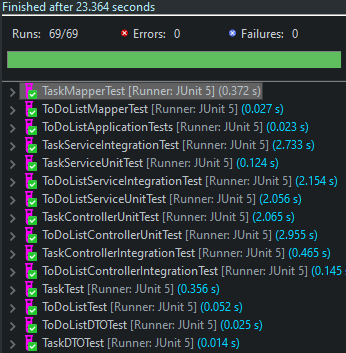 Finished after 23.364 seconds
Runs: 69/69 Errors: 0 Failures: 0
TaskMapperTest [Runner: JUnit 5] (0.372 s)
ToDoListMapperTest [Runner: JUnit 5] (0.027 s)
ToDoListApplicationTests [Runner: JUnit 5] (0.023 s)
TaskServiceIntegrationTest [Runner: JUnit 5] (2.733 s)
TaskServiceUnitTest [Runner: JUnit 5] (0.124 s)
ToDoListServiceIntegrationTest [Runner: JUnit 5] (2.154 s)
ToDoListServiceUnitTest [Runner: JUnit 5] (2.056 s)
TaskControllerUnitTest [Runner: JUnit 5] (2.065 s)
ToDoListControllerUnitTest [Runner: JUnit 5] (2.955 s)
TaskControllerIntegrationTest [Runner: JUnit 5] (0.465 s)
ToDoListControllerIntegrationTest [Runner: JUnit 5] (0.145
TaskTest [Runner: JUnit 5] (0.356 s)
ToDoListTest [Runner: JUnit 5] (0.052 s)
ToDoListDTOTest [Runner: JUnit 5] (0.025 s)
TaskDTOTest [Runner: JUnit 5] (0.014 s)